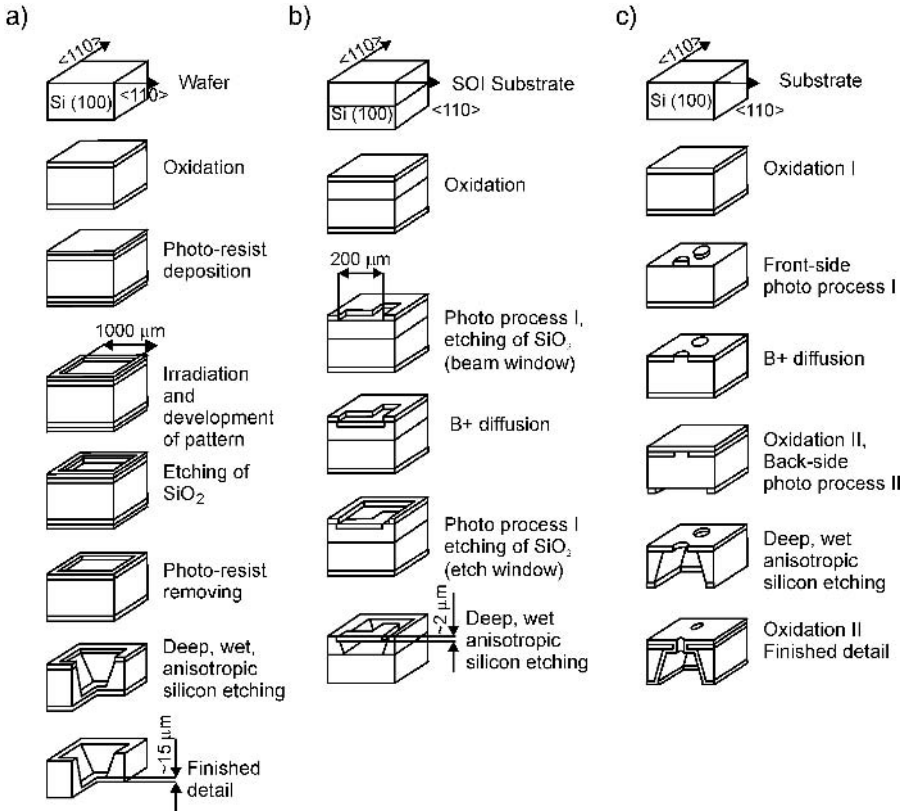 a)
<110>
Wafer
Si (100)
<110>
Oxidation
Photo-resist
deposition
1000 µm
Irradiation
and
development
of pattern
Etching of
SiO2
Photo-resist
removing
Deep, wet,
anisotropic
silicon etching
~15 µm
Finished
detail
b)
<110>
SOI Substrate
Si (100)
<110>
Oxidation
200 µm
Photo process I,
etching of SiO2
(beam window)
B+ diffusion
Photo process I
etching of SiO2
(etch window)
~2 µm
Deep, wet
anisotropic
silicon etching
c)
<110>
Substrate
Si (100)
<110>
Oxidation I
Front-side
photo process I
B+ diffusion
Oxidation II,
Back-side
photo process II
Deep, wet
anisotropic
silicon etching
Oxidation II
Finished detail